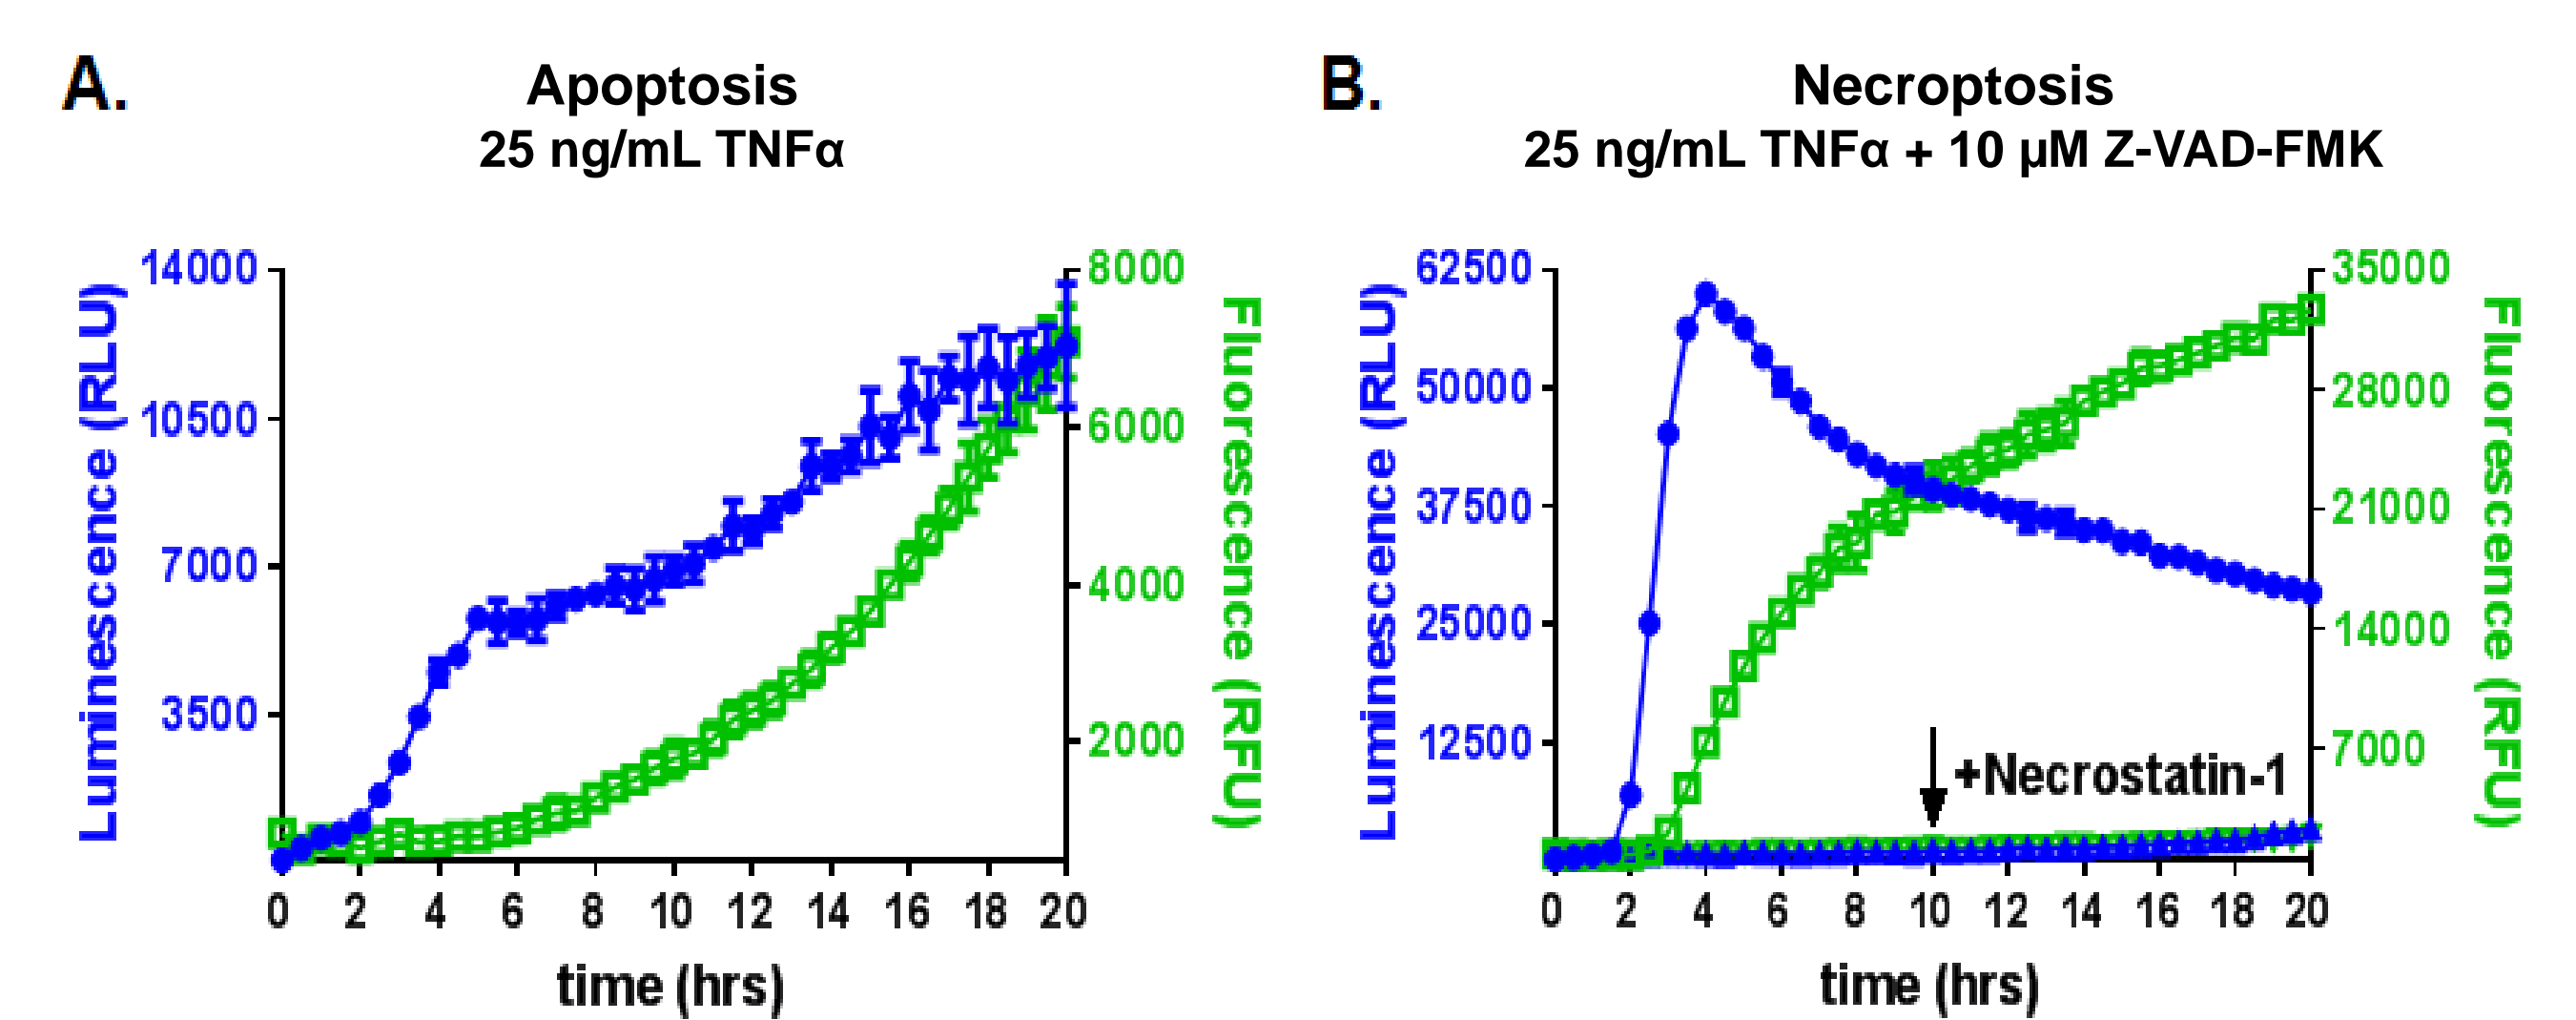 A.
Apoptosis
25 ng/mL TNFα
14000
10500
7000
3500
Luminescence (RLU)
8000
6000
4000
2000
Fluorescence (RFU)
0 2 4 6 8 10 12 14 16 18 20
time (hrs)
B.
Necroptosis
25 ng/mL TNFα + 10 µM Z-VAD-FMK
62500
50000
37500
25000
12500
Luminescence (RLU)
35000
28000
21000
14000
7000
Fluorescence (RFU)
+Necrostatin-1
0 2 4 6 8 10 12 14 16 18 20
time (hrs)